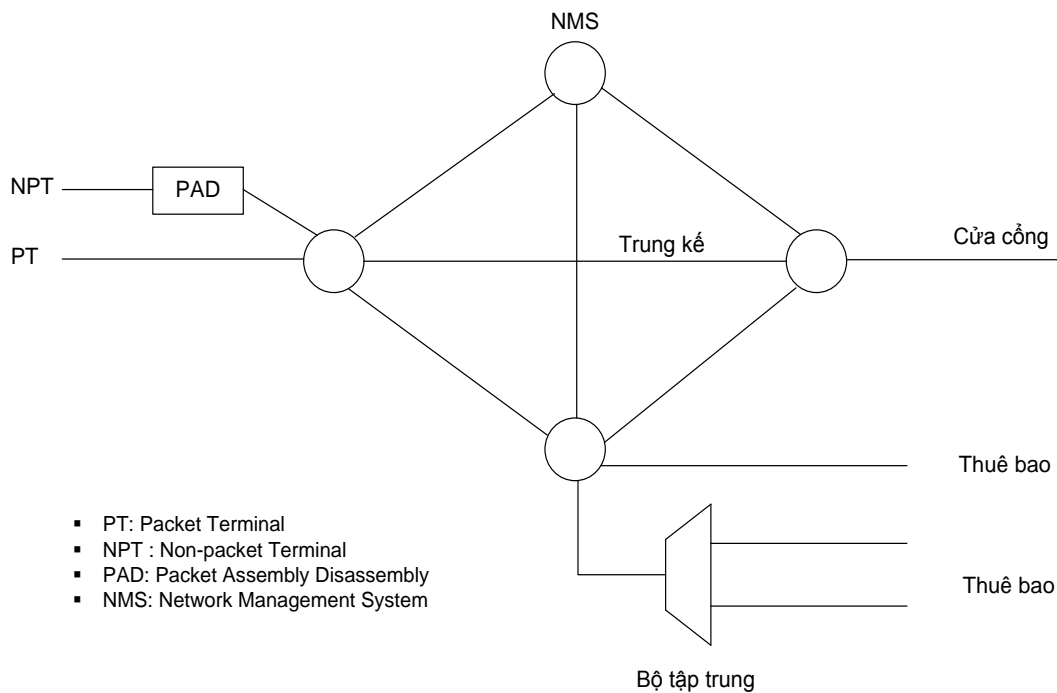 NMS
NPT
PAD
PT
Trung kế
Cửa cổng
Thuê bao
▪ PT: Packet Terminal
▪ NPT : Non-packet Terminal
▪ PAD: Packet Assembly Disassembly
▪ NMS: Network Management System
Thuê bao
Bộ tập trung